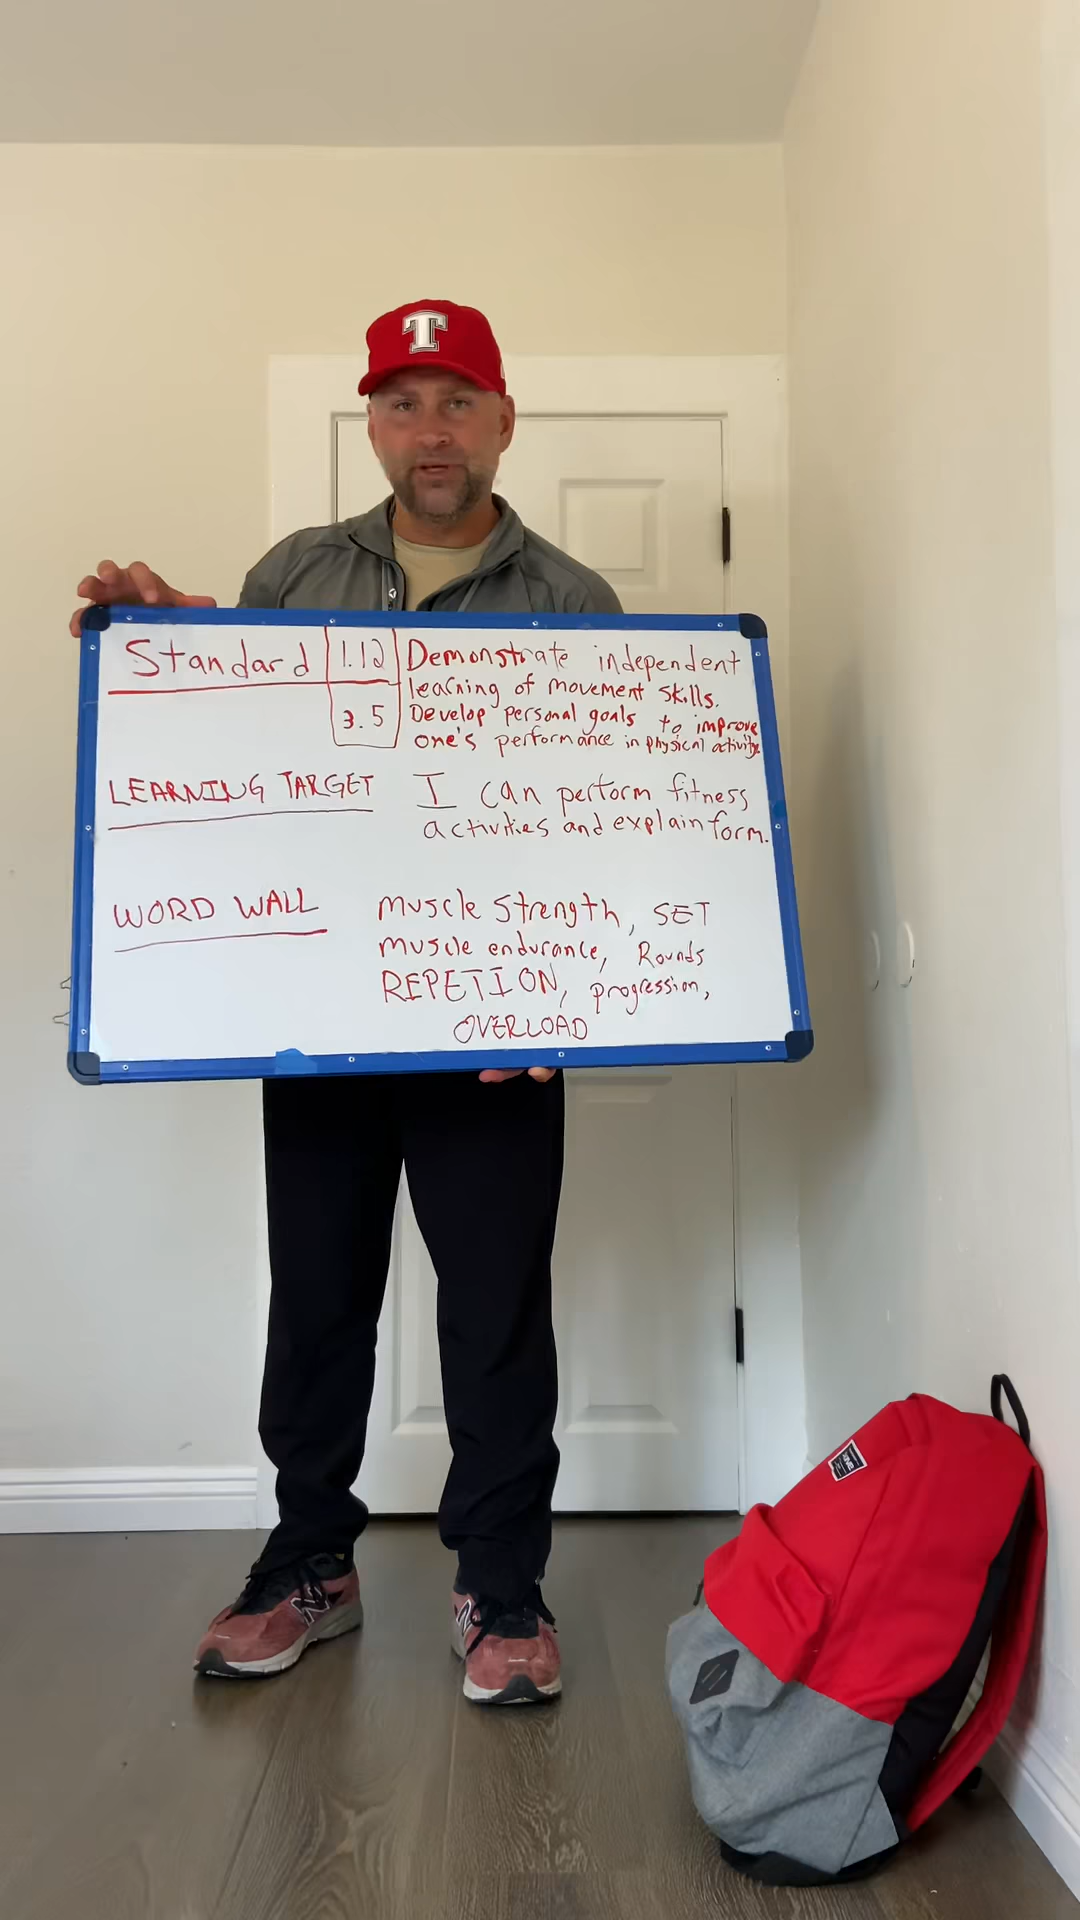 T
Standard 1.12 Demonstrate independent
learning of movement skills.
3.5 Develop personal goals to improve
one's performance in physical activity.
LEARNING TARGET I can perform fitness
activities and explain form.
WORD WALL muscle strength, SET
muscle endurance, Rounds
REPETION, progression,
OVERLOAD
N
N